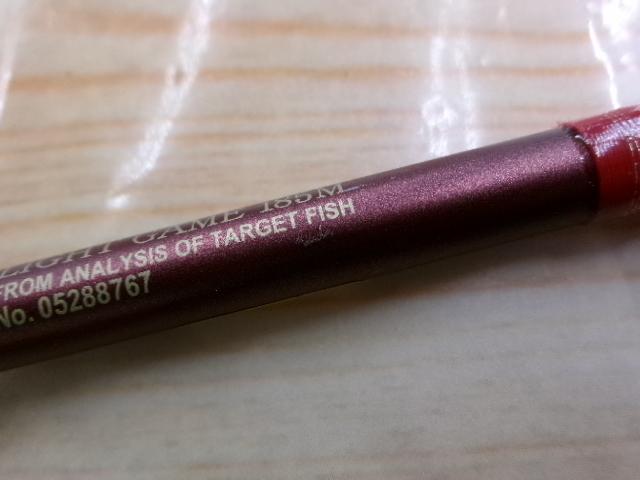 LIGHT GAME 185M
FROM ANALYSIS OF TARGET FISH
No. 05288767